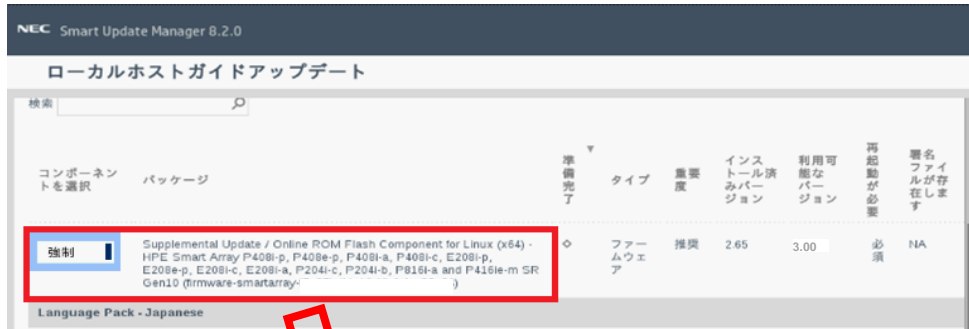 NEC Smart Update Manager 8.2.0
ローカルホストガイドアップデート
検索
コンポーネン
トを選択
パッケージ
準備完了
タイプ
重要
度
インス
トール済
みバー
ジョン
利用可
能な
バー
ジョン
再起動が必要
署名
ファイ
ルが存
在しま
す
強制
Supplemental Update / Online ROM Flash Component for Linux (x64) -
HPE Smart Array P408i-p, P408e-p, P408i-a, P408i-c, E208i-p,
E208e-p, E208i-c, E208i-a, P204i-c, P204i-b, P816i-a and P416ie-m SR
Gen10 (firmware-smartarray-
ファー
ムウェ
ア
推奨
2.65
3.00
必
須
NA
Language Pack - Japanese